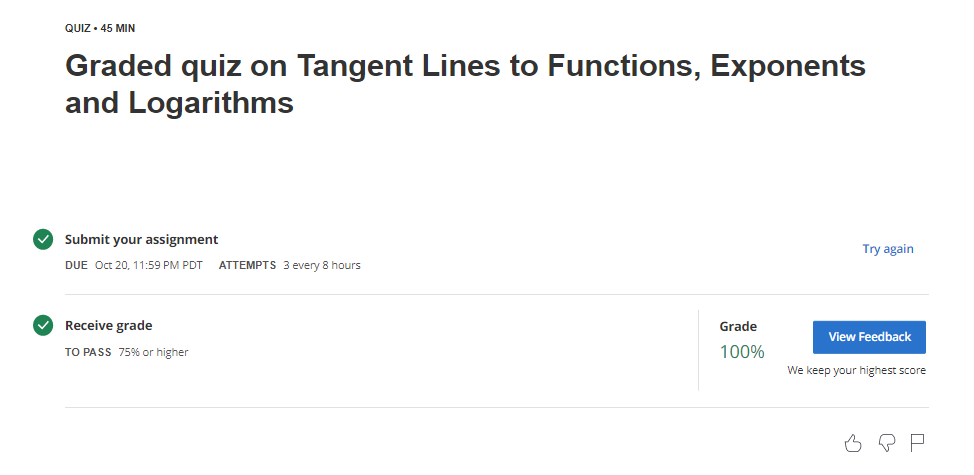 QUIZ • 45 MIN
Graded quiz on Tangent Lines to Functions, Exponents
and Logarithms
Submit your assignment
DUE Oct 20, 11:59 PM PDT ATTEMPTS 3 every 8 hours
Try again
Receive grade
TO PASS 75% or higher
Grade
100%
View Feedback
We keep your highest score